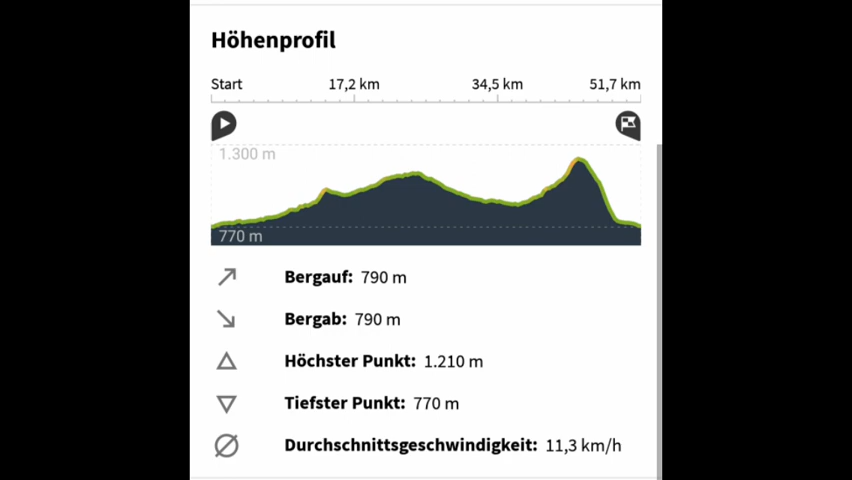 Höhenprofil
Start 17,2 km 34,5 km 51,7 km
1.300 m
770 m
Bergauf: 790 m
Bergab: 790 m
Höchster Punkt: 1.210 m
Tiefster Punkt: 770 m
Durchschnittsgeschwindigkeit: 11,3 km/h